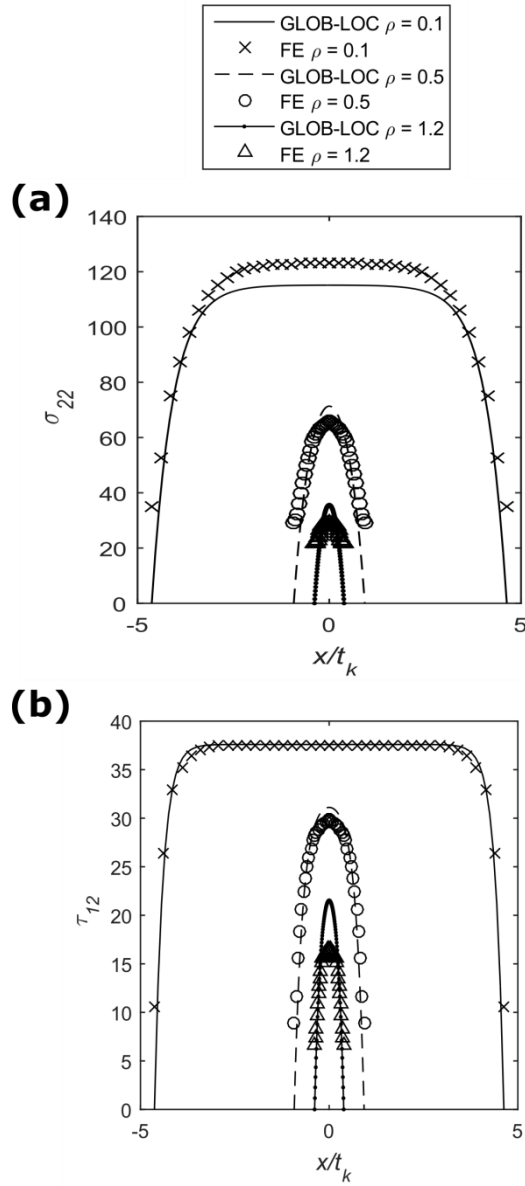 GLOB-LOC ρ = 0.1
FE ρ = 0.1
GLOB-LOC ρ = 0.5
FE ρ = 0.5
GLOB-LOC ρ = 1.2
FE ρ = 1.2
(a)
140
120
100
80
60
40
20
0
σ22
-5
0
5
x/tk
(b)
40
35
30
25
20
15
10
5
0
τ12
-5
0
5
x/tk